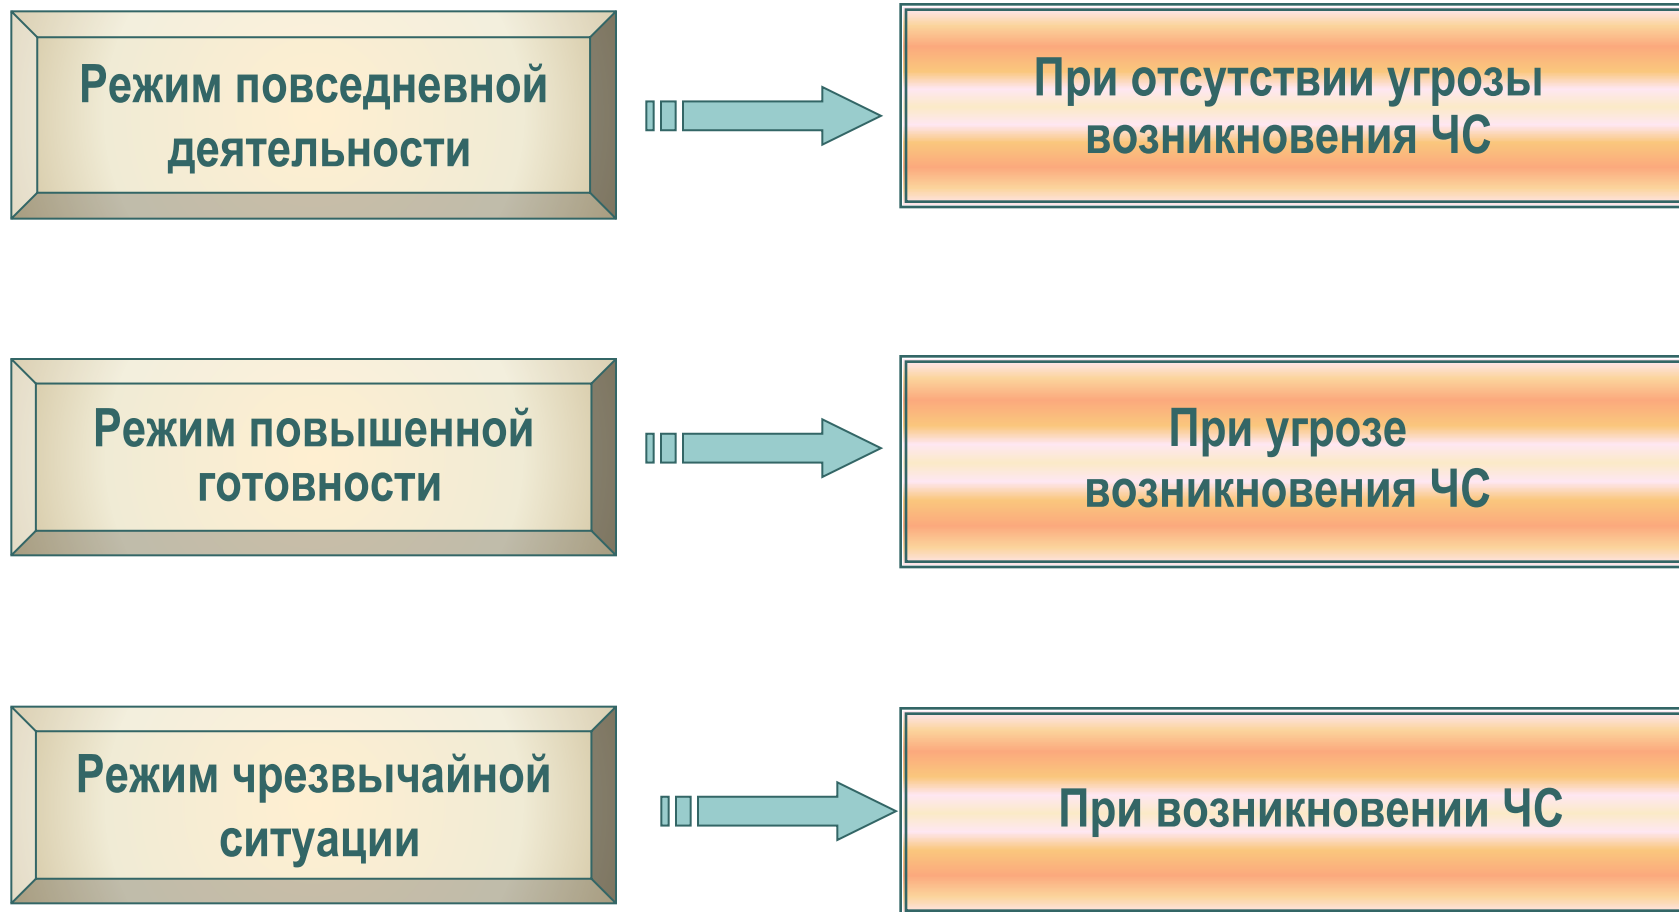 Режим повседневной
деятельности
При отсутствии угрозы
возникновения ЧС
Режим повышенной
готовности
При угрозе
возникновения ЧС
Режим чрезвычайной
ситуации
При возникновении ЧС